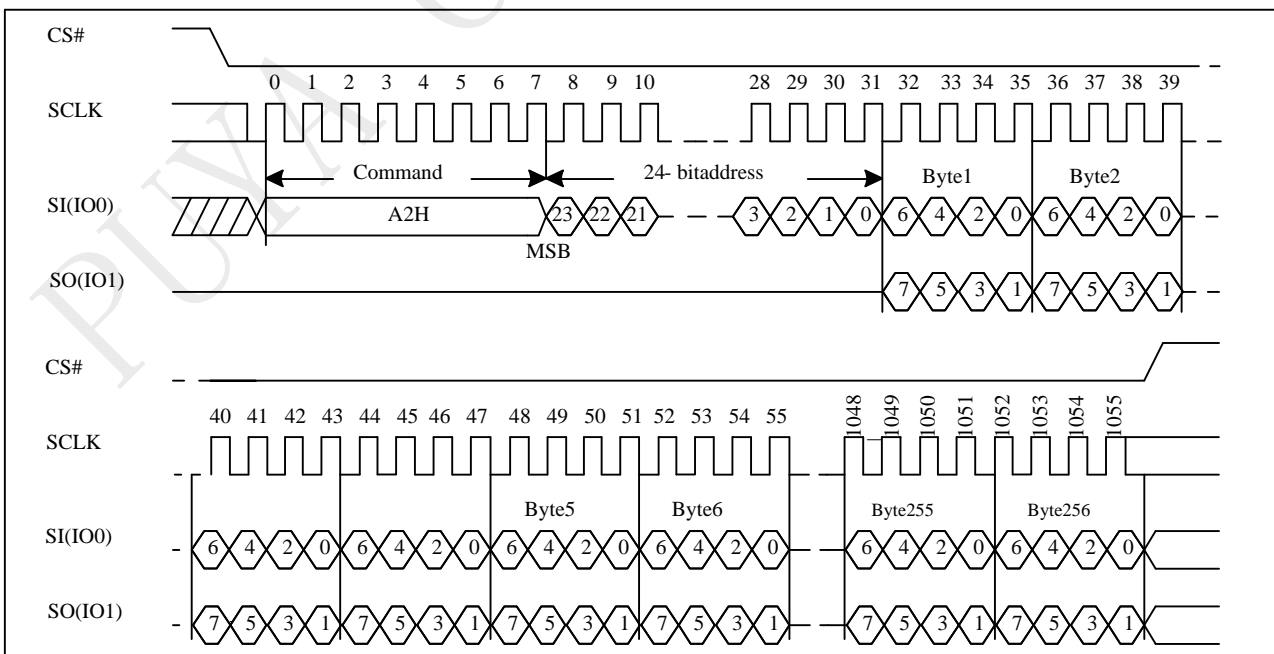 CS#
0 1 2 3 4 5 6 7 8 9 10 28 29 30 31 32 33 34 35 36 37 38 39
SCLK
Command 24- bitaddress Byte1 Byte2
SI(IO0) A2H 23 22 21 3 2 1 0 6 4 2 0 6 4 2 0
MSB
SO(IO1) 7 5 3 1 7 5 3 1
CS#
40 41 42 43 44 45 46 47 48 49 50 51 52 53 54 55 1048 1049 1050 1051 1052 1053 1054 1055
SCLK
Byte5 Byte6 Byte255 Byte256
SI(IO0) 6 4 2 0 6 4 2 0 6 4 2 0 6 4 2 0 6 4 2 0 6 4 2 0
SO(IO1) 7 5 3 1 7 5 3 1 7 5 3 1 7 5 3 1 7 5 3 1 7 5 3 1
PUYA